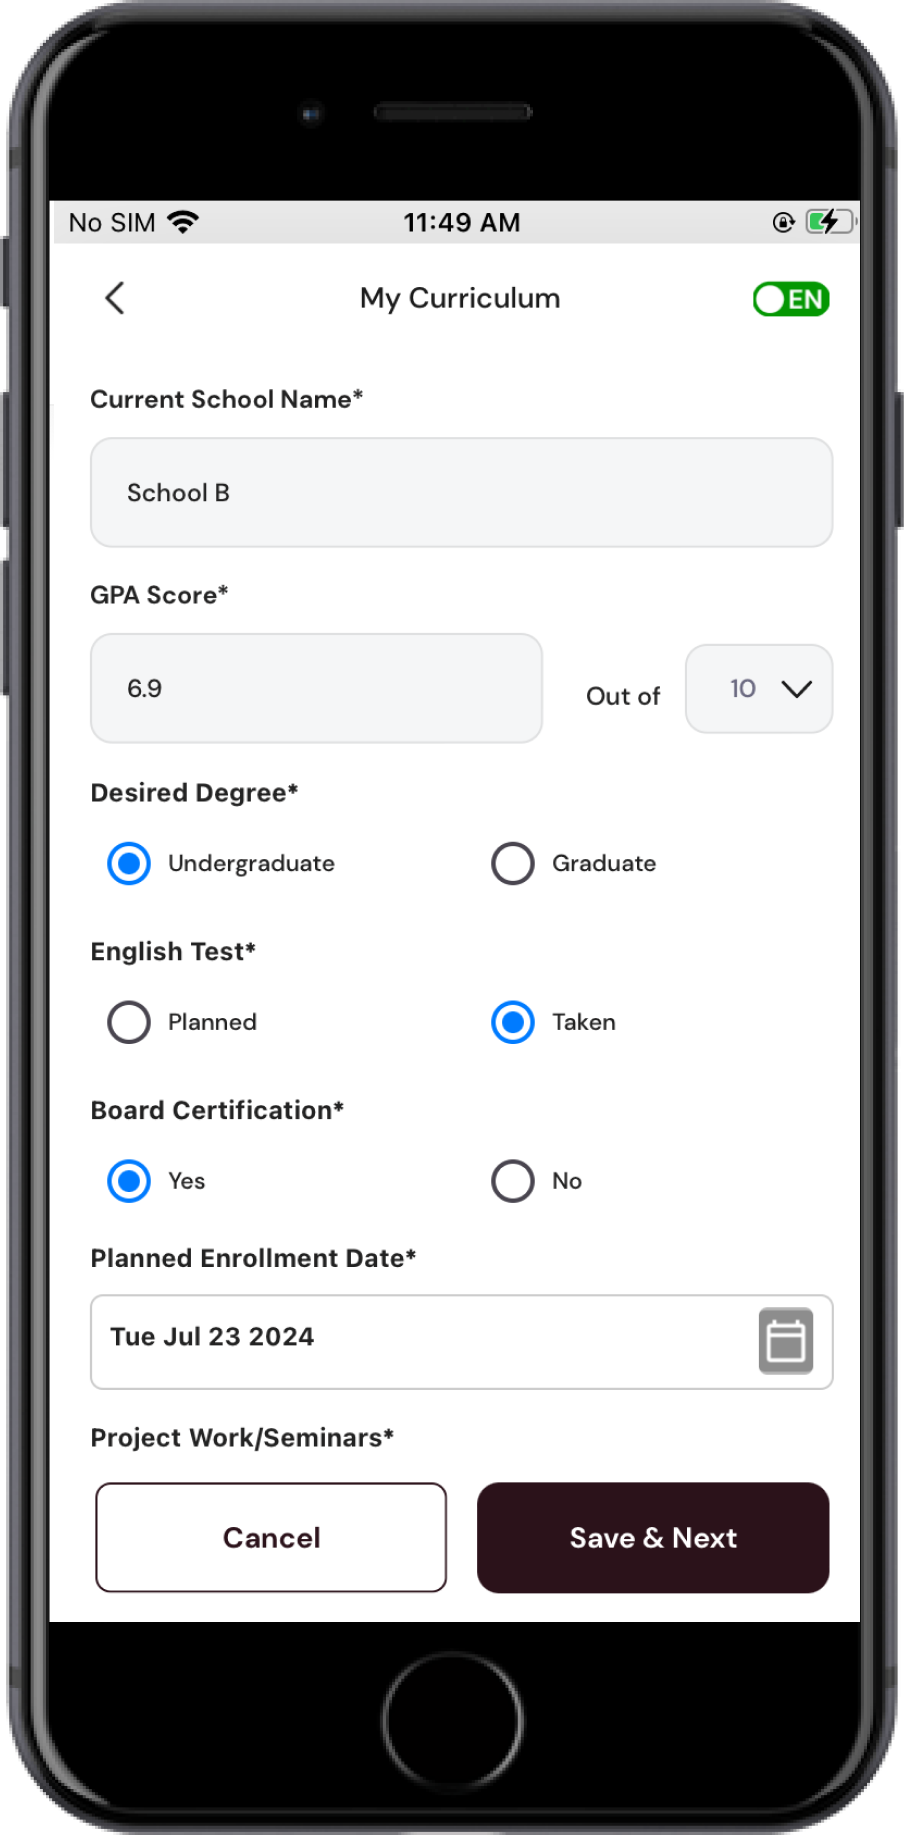 No SIM 11:49 AM
My Curriculum EN
Current School Name*
School B
GPA Score*
6.9 Out of 10
Desired Degree*
Undergraduate Graduate
English Test*
Planned Taken
Board Certification*
Yes No
Planned Enrollment Date*
Tue Jul 23 2024
Project Work/Seminars*
Cancel Save & Next